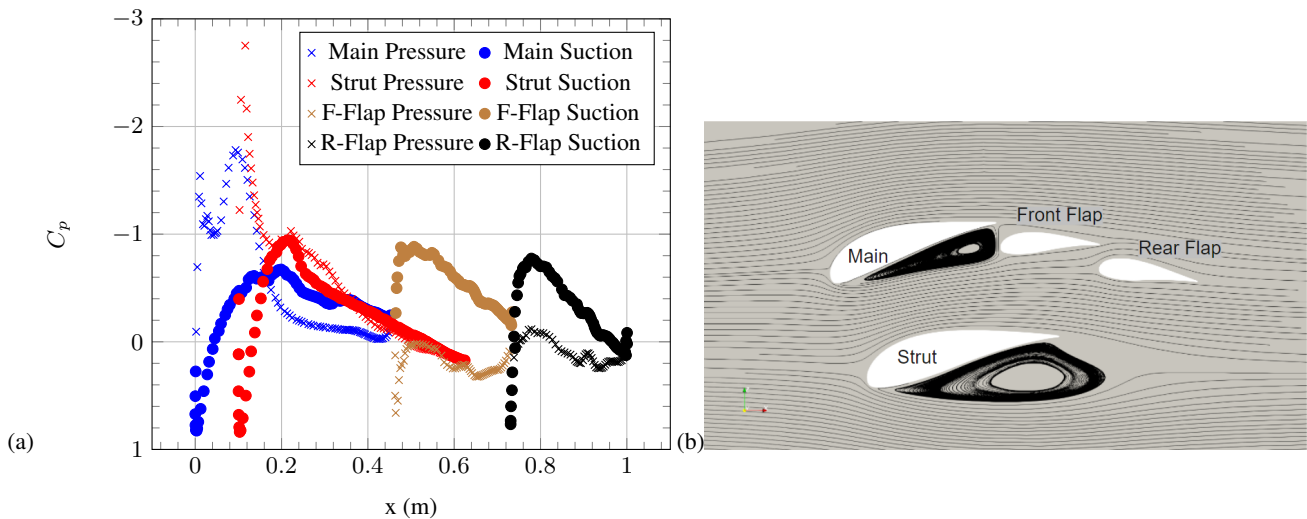 −3
−2
−1
0
1
C_p
0
0.2
0.4
0.6
0.8
1
x (m)
Main Pressure
Main Suction
Strut Pressure
Strut Suction
F-Flap Pressure
F-Flap Suction
R-Flap Pressure
R-Flap Suction
(a)
(b)
Main
Front Flap
Rear Flap
Strut